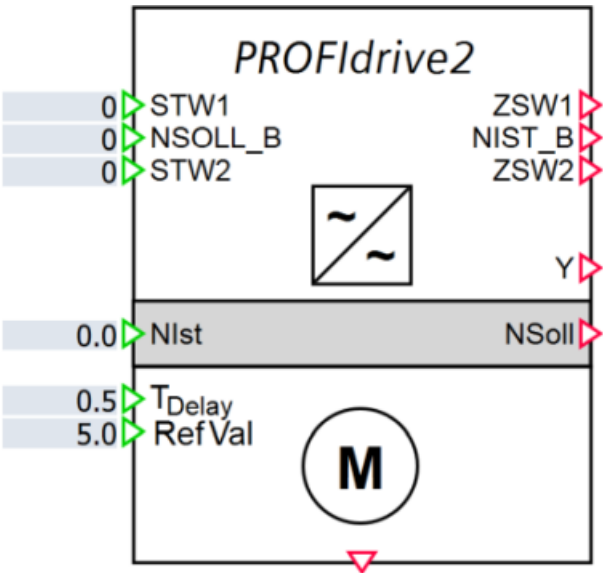 PROFIdrive2
0 STW1 ZSW1
0 NSOLL_B NIST_B
0 STW2 ZSW2
~
~
Y
0.0 NIst NSoll
0.5 TDelay
5.0 RefVal
M